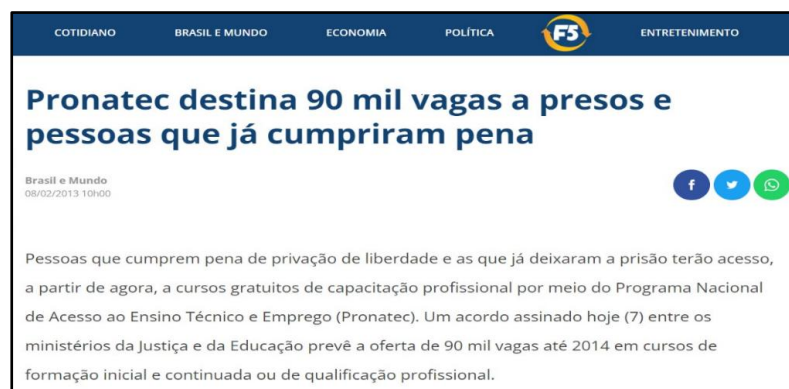 COTIDIANO BRASIL E MUNDO ECONOMIA POLÍTICA F5 ENTRETENIMENTO
Pronatec destina 90 mil vagas a presos e
pessoas que já cumpriram pena
Brasil e Mundo
08/02/2013 10h00
Pessoas que cumprem pena de privação de liberdade e as que já deixaram a prisão terão acesso,
a partir de agora, a cursos gratuitos de capacitação profissional por meio do Programa Nacional
de Acesso ao Ensino Técnico e Emprego (Pronatec). Um acordo assinado hoje (7) entre os
ministérios da Justiça e da Educação prevê a oferta de 90 mil vagas até 2014 em cursos de
formação inicial e continuada ou de qualificação profissional.